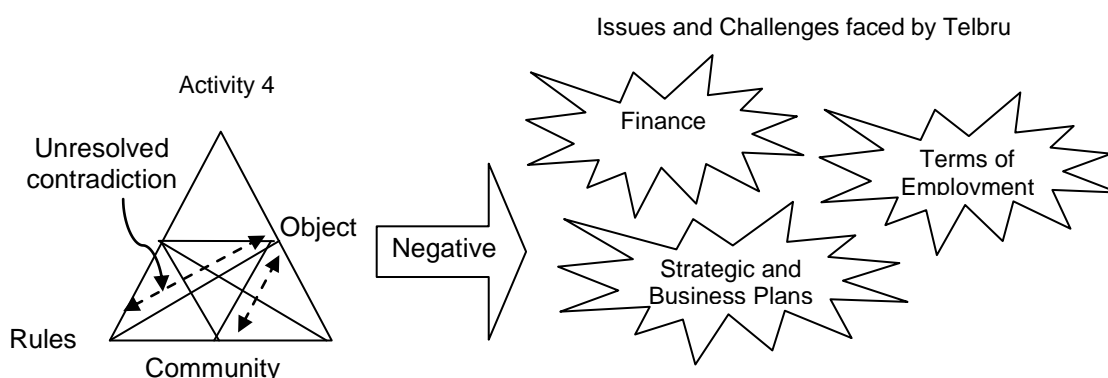 Issues and Challenges faced by Telbru
Activity 4
Unresolved
contradiction
Object
Rules
Community
Negative
Finance
Terms of
Employment
Strategic and
Business Plans